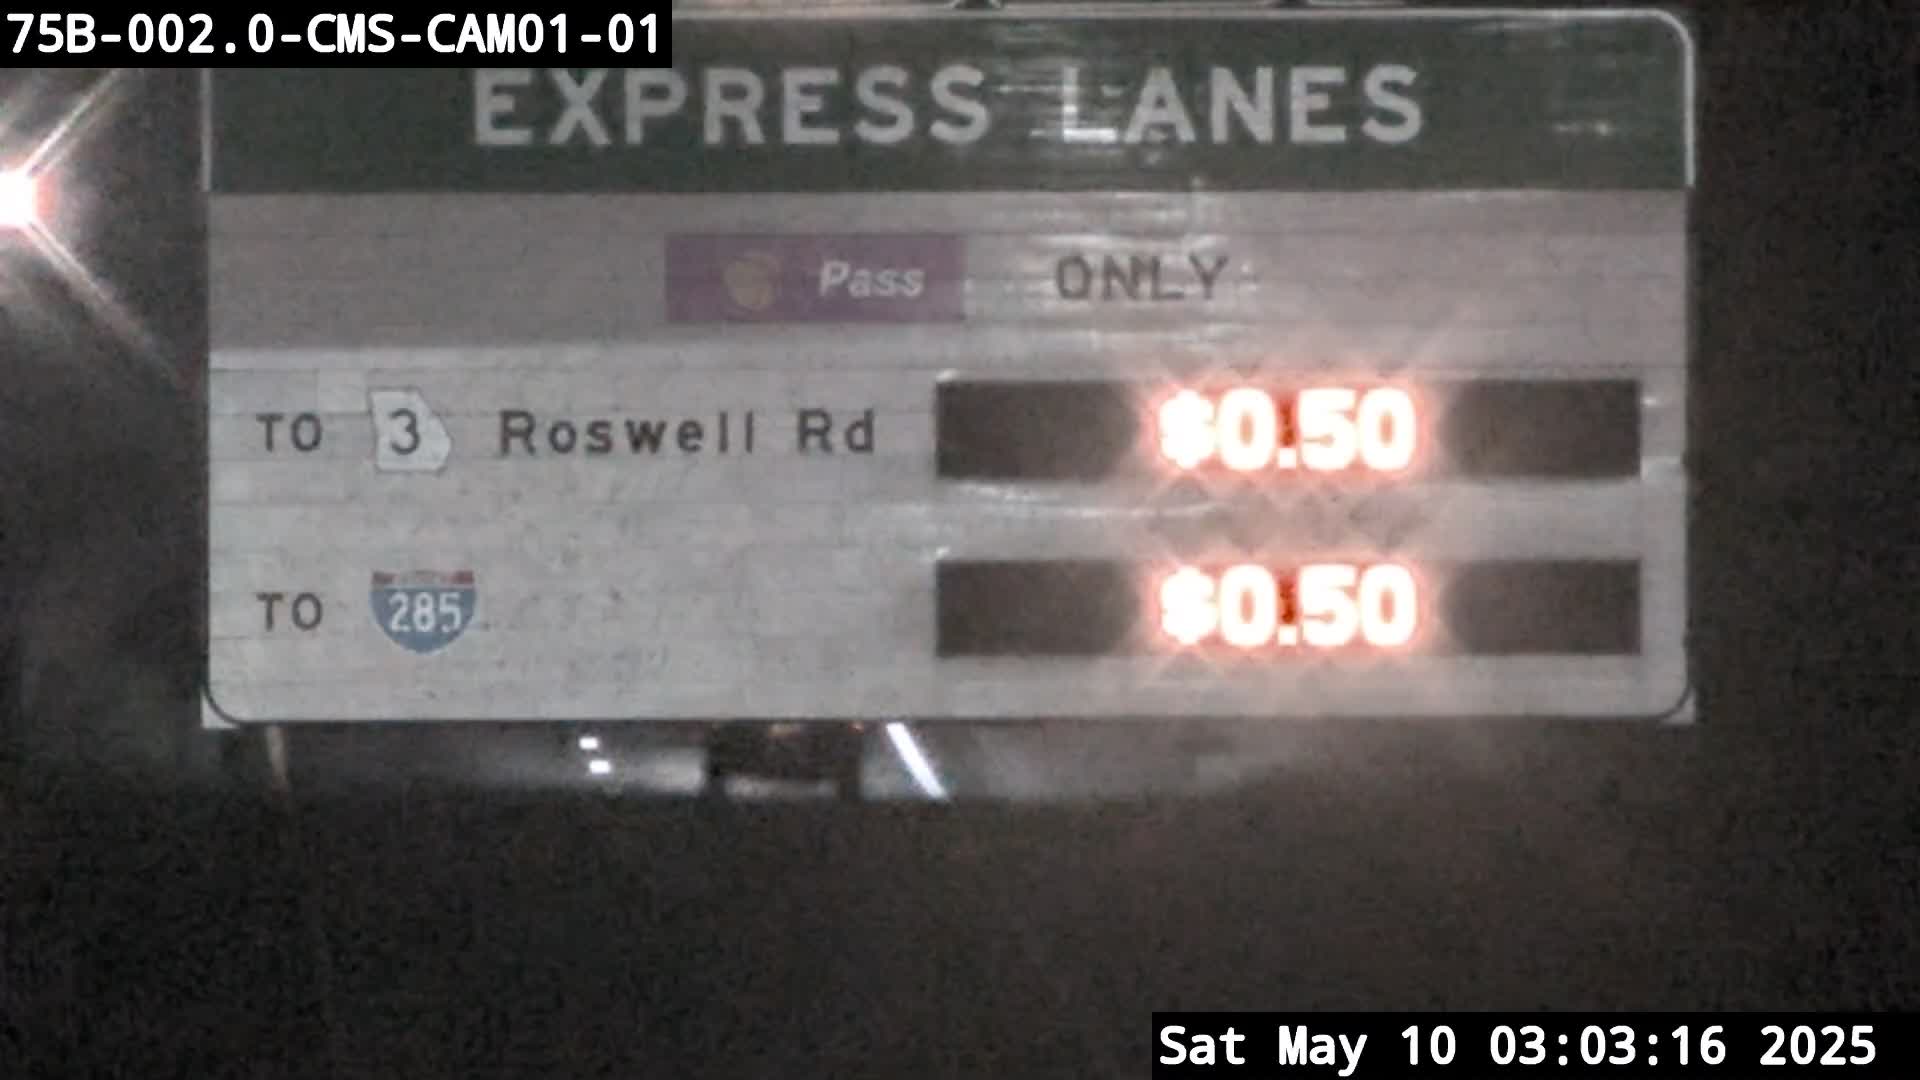 75B-002.0-CMS-CAM01-01
EXPRESS LANES
Pass ONLY
TO 3 Roswell Rd $0.50
TO 285 $0.50
Sat May 10 03:03:16 2025